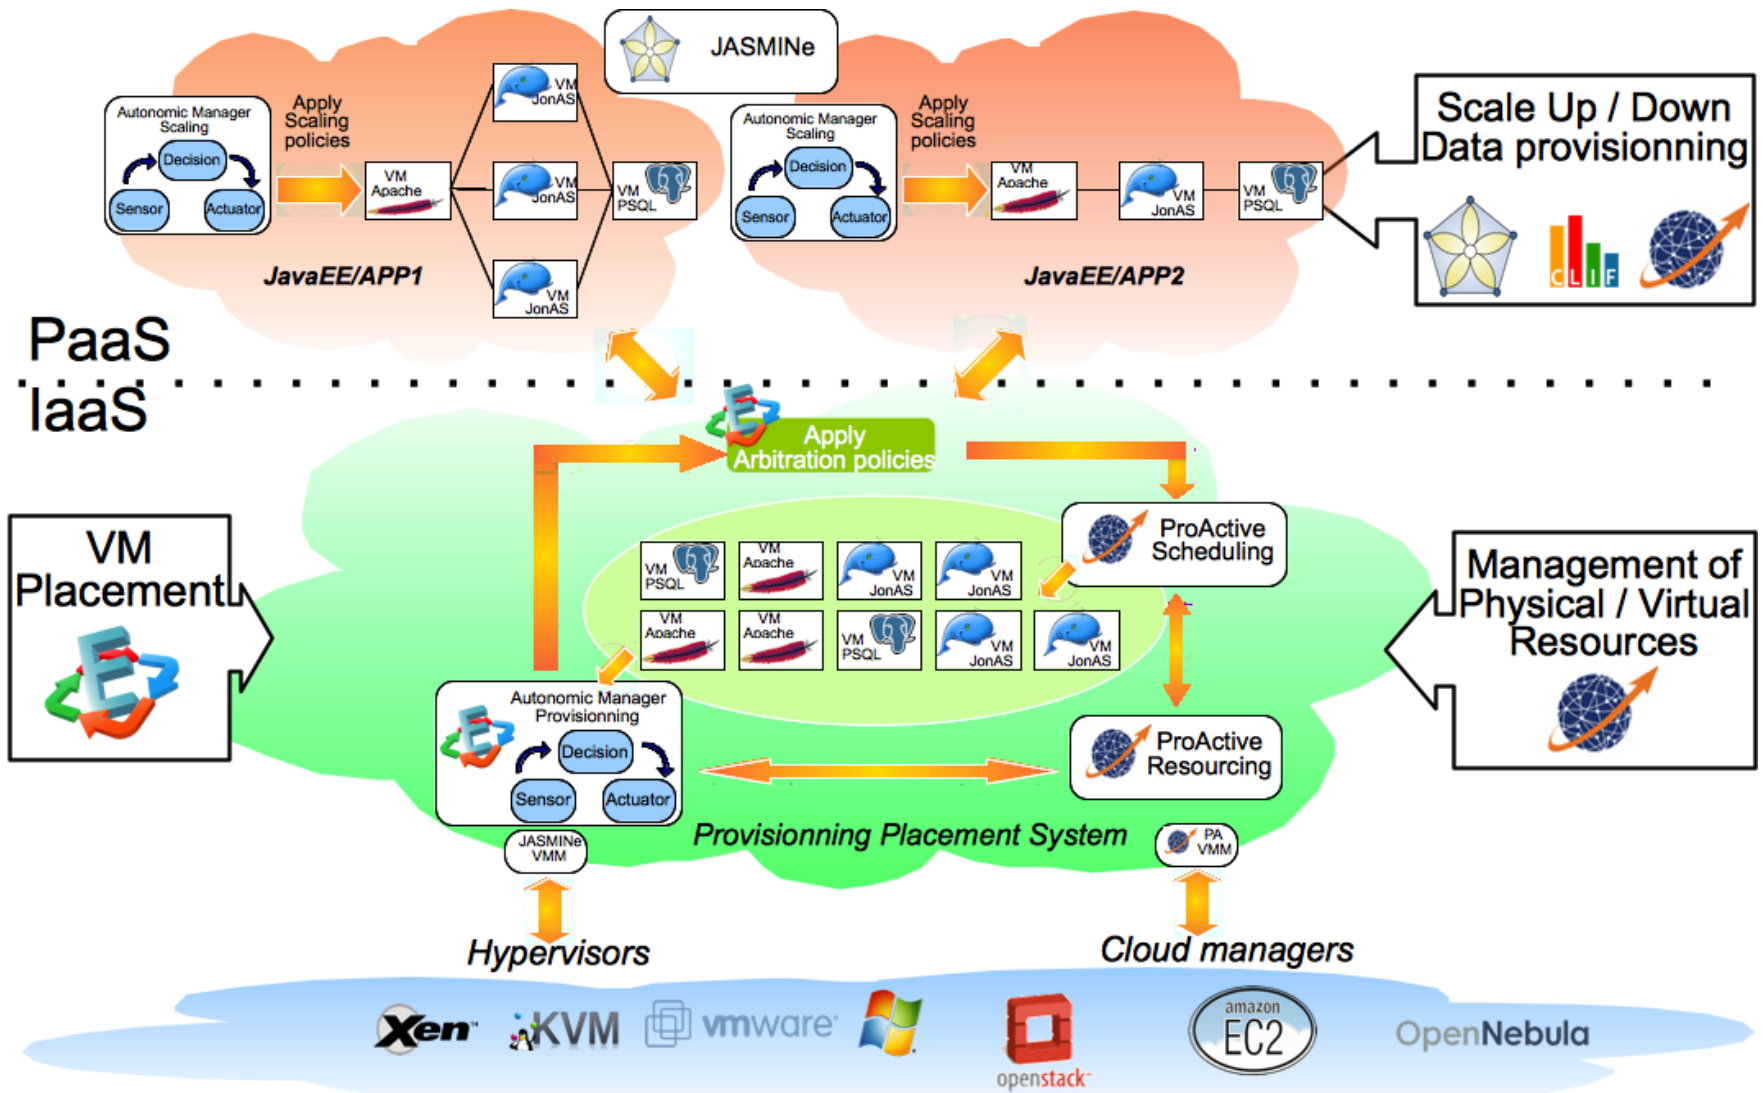 JASMINe
Autonomic Manager
Scaling
Decision
Sensor
Actuator
Apply
Scaling
policies
VM
Apache
VM
JonAS
VM
JonAS
VM
JonAS
VM
PSQL
JavaEE/APP1
Autonomic Manager
Scaling
Decision
Sensor
Actuator
Apply
Scaling
policies
VM
Apache
VM
JonAS
VM
PSQL
JavaEE/APP2
Scale Up / Down
Data provisionning
CLIF
PaaS
IaaS
E
Apply
Arbitration policies
VM
Placement
E
VM
PSQL
VM
Apache
VM
JonAS
VM
JonAS
VM
Apache
VM
Apache
VM
PSQL
VM
JonAS
VM
JonAS
ProActive
Scheduling
Management of
Physical / Virtual
Resources
Autonomic Manager
Provisionning
E
Decision
Sensor
Actuator
ProActive
Resourcing
Provisionning Placement System
JASMINe
VMM
PA
VMM
Hypervisors
Cloud managers
Xen™
KVM
vmware®
openstack™
amazon
EC2
OpenNebula